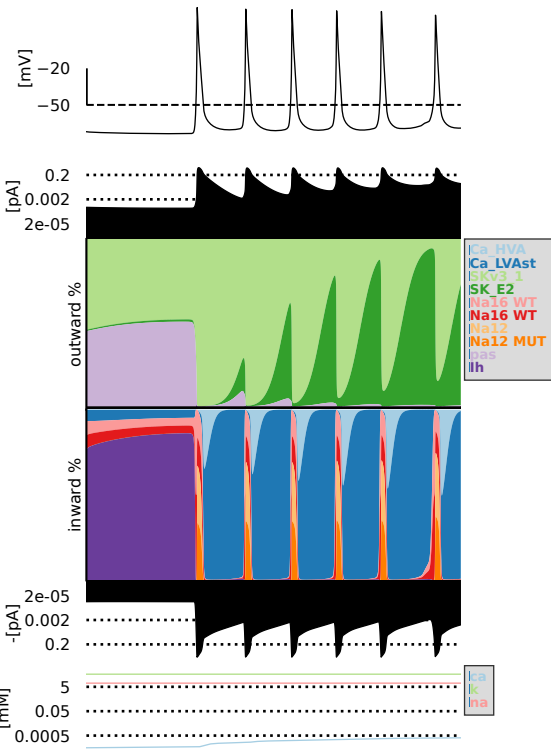 [mV]
−20
−50
[pA]
0.2
0.002
2e-05
outward %
Ca_HVA
Ca_LVAst
SKv3_1
SK_E2
Na16 WT
Na16 WT
Na12
Na12 MUT
pas
Ih
inward %
-[pA]
2e-05
0.002
0.2
[mM]
5
0.05
0.0005
ca
k
na